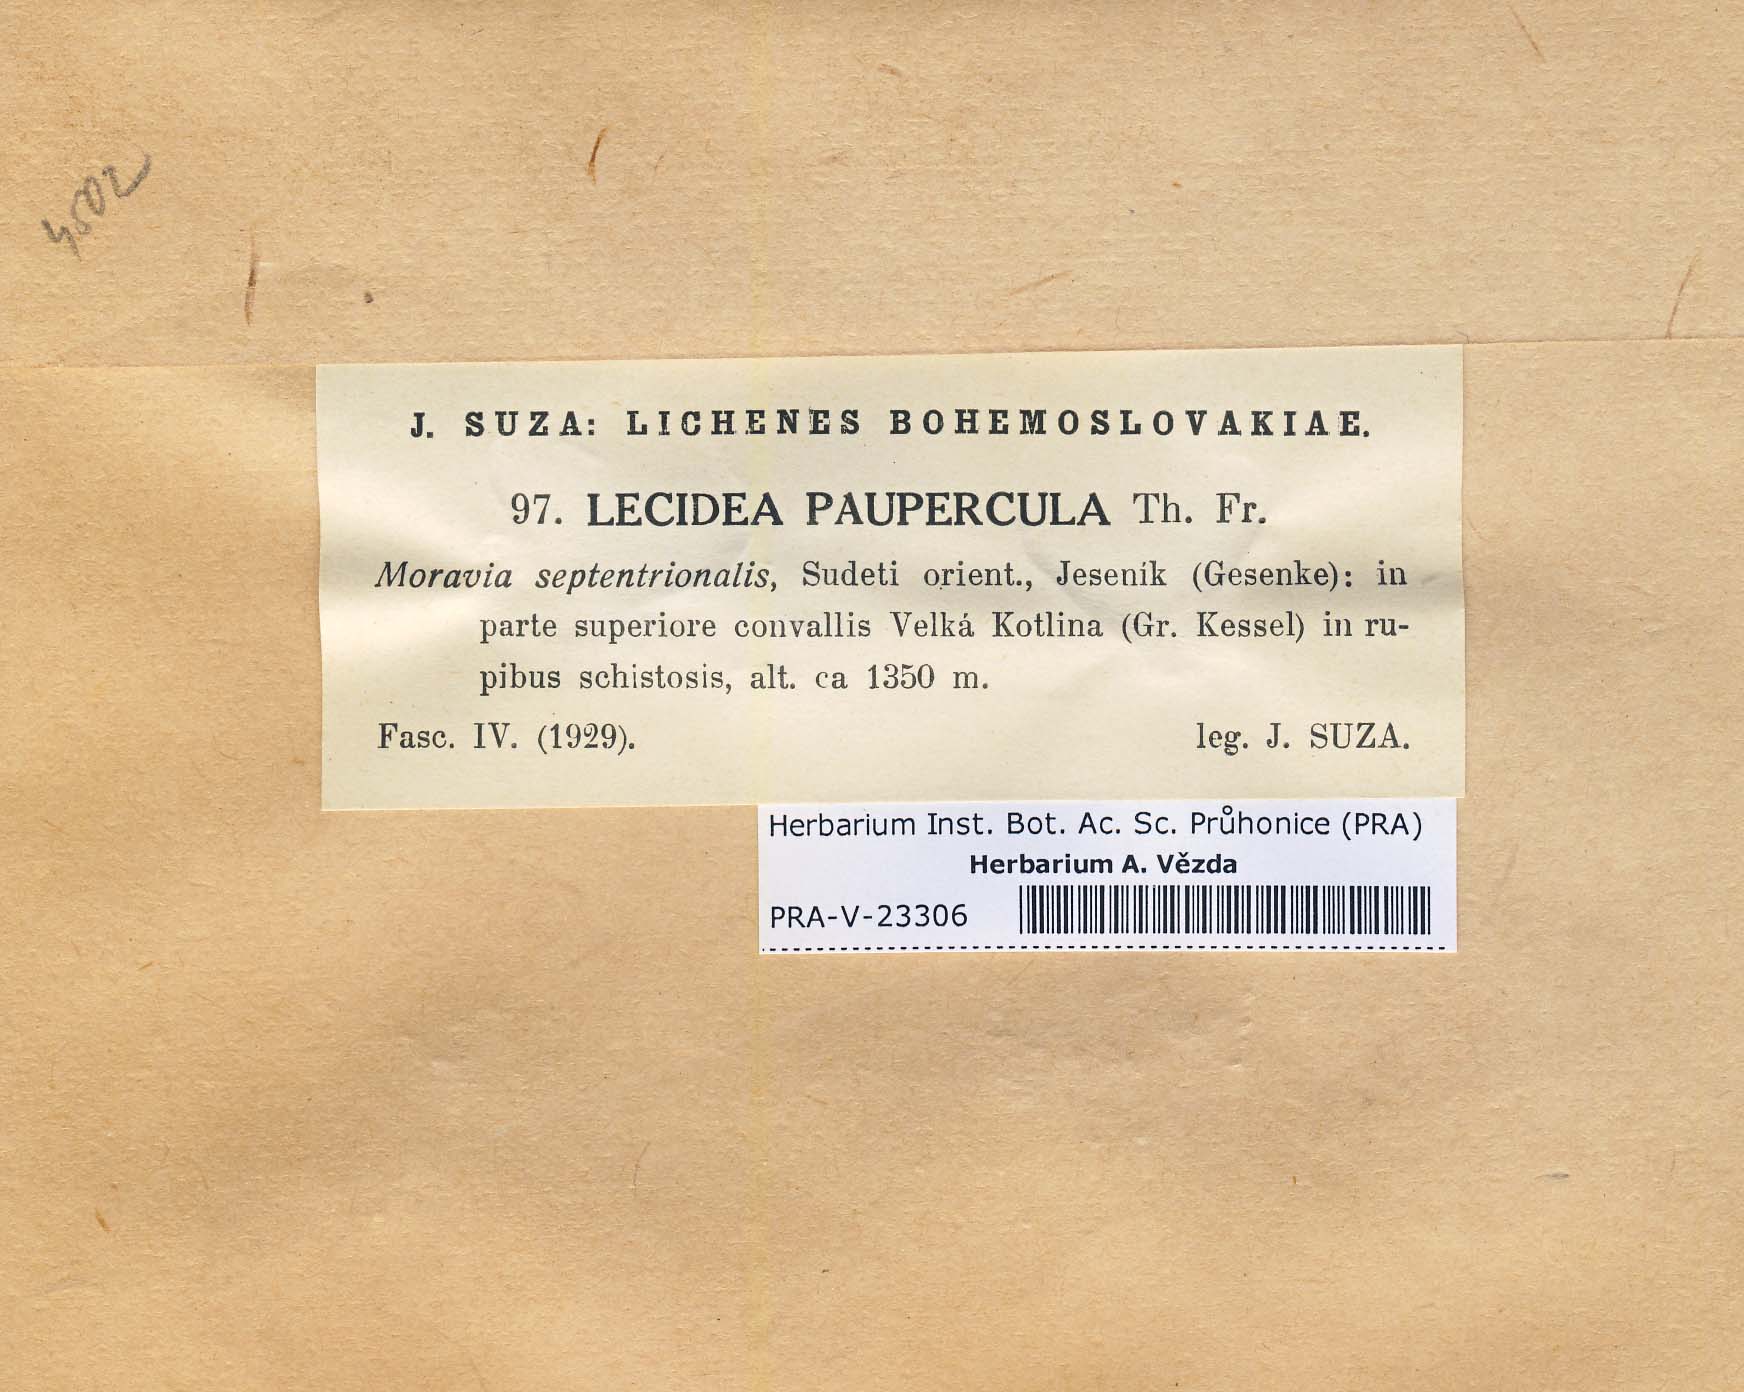 4502
J. SUZA: LICHENES BOHEMOSLOVAKIAE.
97. LECIDEA PAUPERCULA Th. Fr.
Moravia septentrionalis, Sudeti orient., Jeseník (Gesenke): in
parte superiore convallis Velká Kotlina (Gr. Kessel) in ru-
pibus schistosis, alt. ca 1350 m.
Fasc. IV. (1929). leg. J. SUZA.
Herbarium Inst. Bot. Ac. Sc. Průhonice (PRA)
Herbarium A. Vězda
PRA-V-23306